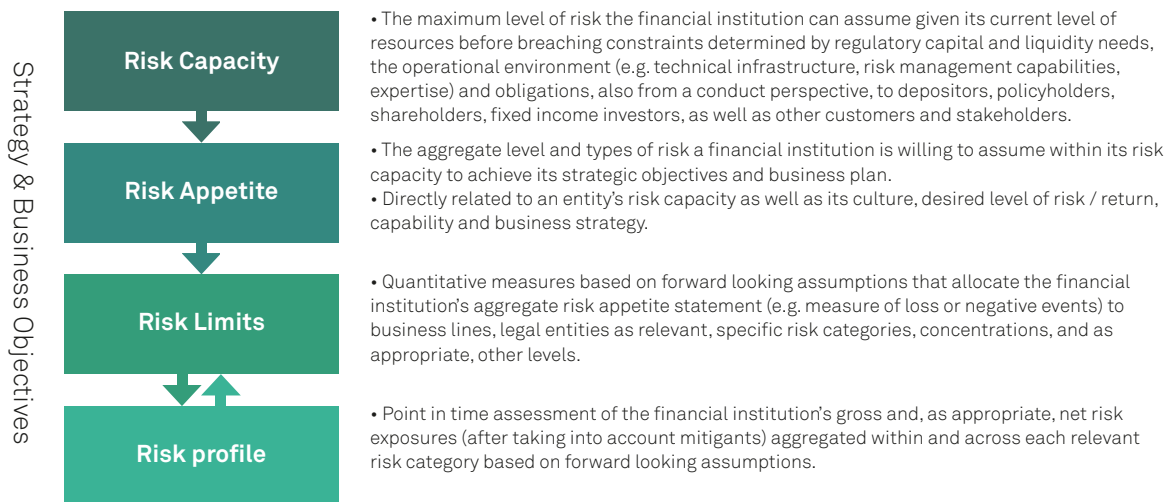 Strategy & Business Objectives
Risk Capacity
• The maximum level of risk the financial institution can assume given its current level of
resources before breaching constraints determined by regulatory capital and liquidity needs,
the operational environment (e.g. technical infrastructure, risk management capabilities,
expertise) and obligations, also from a conduct perspective, to depositors, policyholders,
shareholders, fixed income investors, as well as other customers and stakeholders.
Risk Appetite
• The aggregate level and types of risk a financial institution is willing to assume within its risk
capacity to achieve its strategic objectives and business plan.
• Directly related to an entity's risk capacity as well as its culture, desired level of risk / return,
capability and business strategy.
Risk Limits
• Quantitative measures based on forward looking assumptions that allocate the financial
institution's aggregate risk appetite statement (e.g. measure of loss or negative events) to
business lines, legal entities as relevant, specific risk categories, concentrations, and as
appropriate, other levels.
Risk profile
• Point in time assessment of the financial institution's gross and, as appropriate, net risk
exposures (after taking into account mitigants) aggregated within and across each relevant
risk category based on forward looking assumptions.